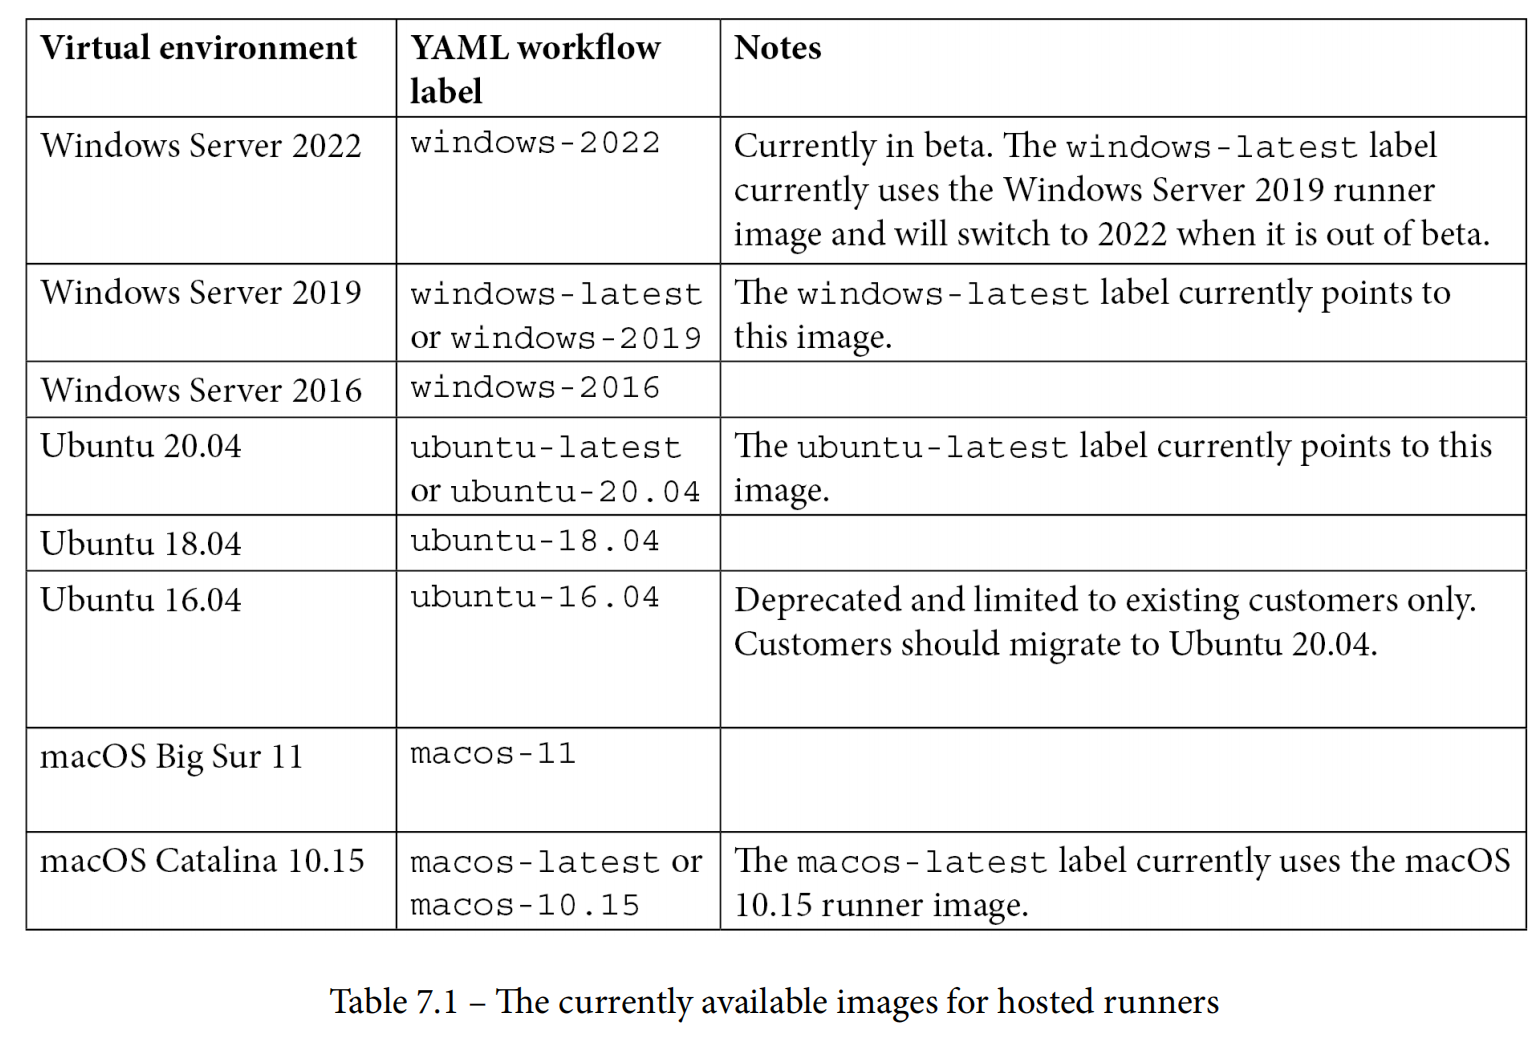 Virtual environment
YAML workflow
label
Notes
Windows Server 2022
windows-2022
Currently in beta. The windows-latest label
currently uses the Windows Server 2019 runner
image and will switch to 2022 when it is out of beta.
Windows Server 2019
windows-latest
or windows-2019
The windows-latest label currently points to
this image.
Windows Server 2016
windows-2016
Ubuntu 20.04
ubuntu-latest
or ubuntu-20.04
The ubuntu-latest label currently points to this
image.
Ubuntu 18.04
ubuntu-18.04
Ubuntu 16.04
ubuntu-16.04
Deprecated and limited to existing customers only.
Customers should migrate to Ubuntu 20.04.
macOS Big Sur 11
macos-11
macOS Catalina 10.15
macos-latest or
macos-10.15
The macos-latest label currently uses the macOS
10.15 runner image.
Table 7.1 – The currently available images for hosted runners